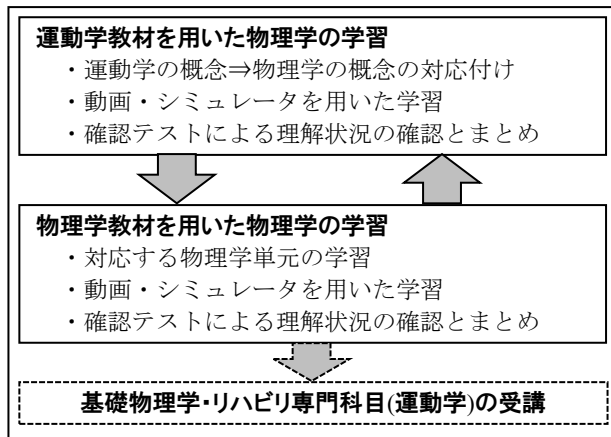 運動学教材を用いた物理学の学習
・運動学の概念⇒物理学の概念の対応付け
・動画・シミュレータを用いた学習
・確認テストによる理解状況の確認とまとめ
物理学教材を用いた物理学の学習
・対応する物理学単元の学習
・動画・シミュレータを用いた学習
・確認テストによる理解状況の確認とまとめ
基礎物理学・リハビリ専門科目(運動学)の受講